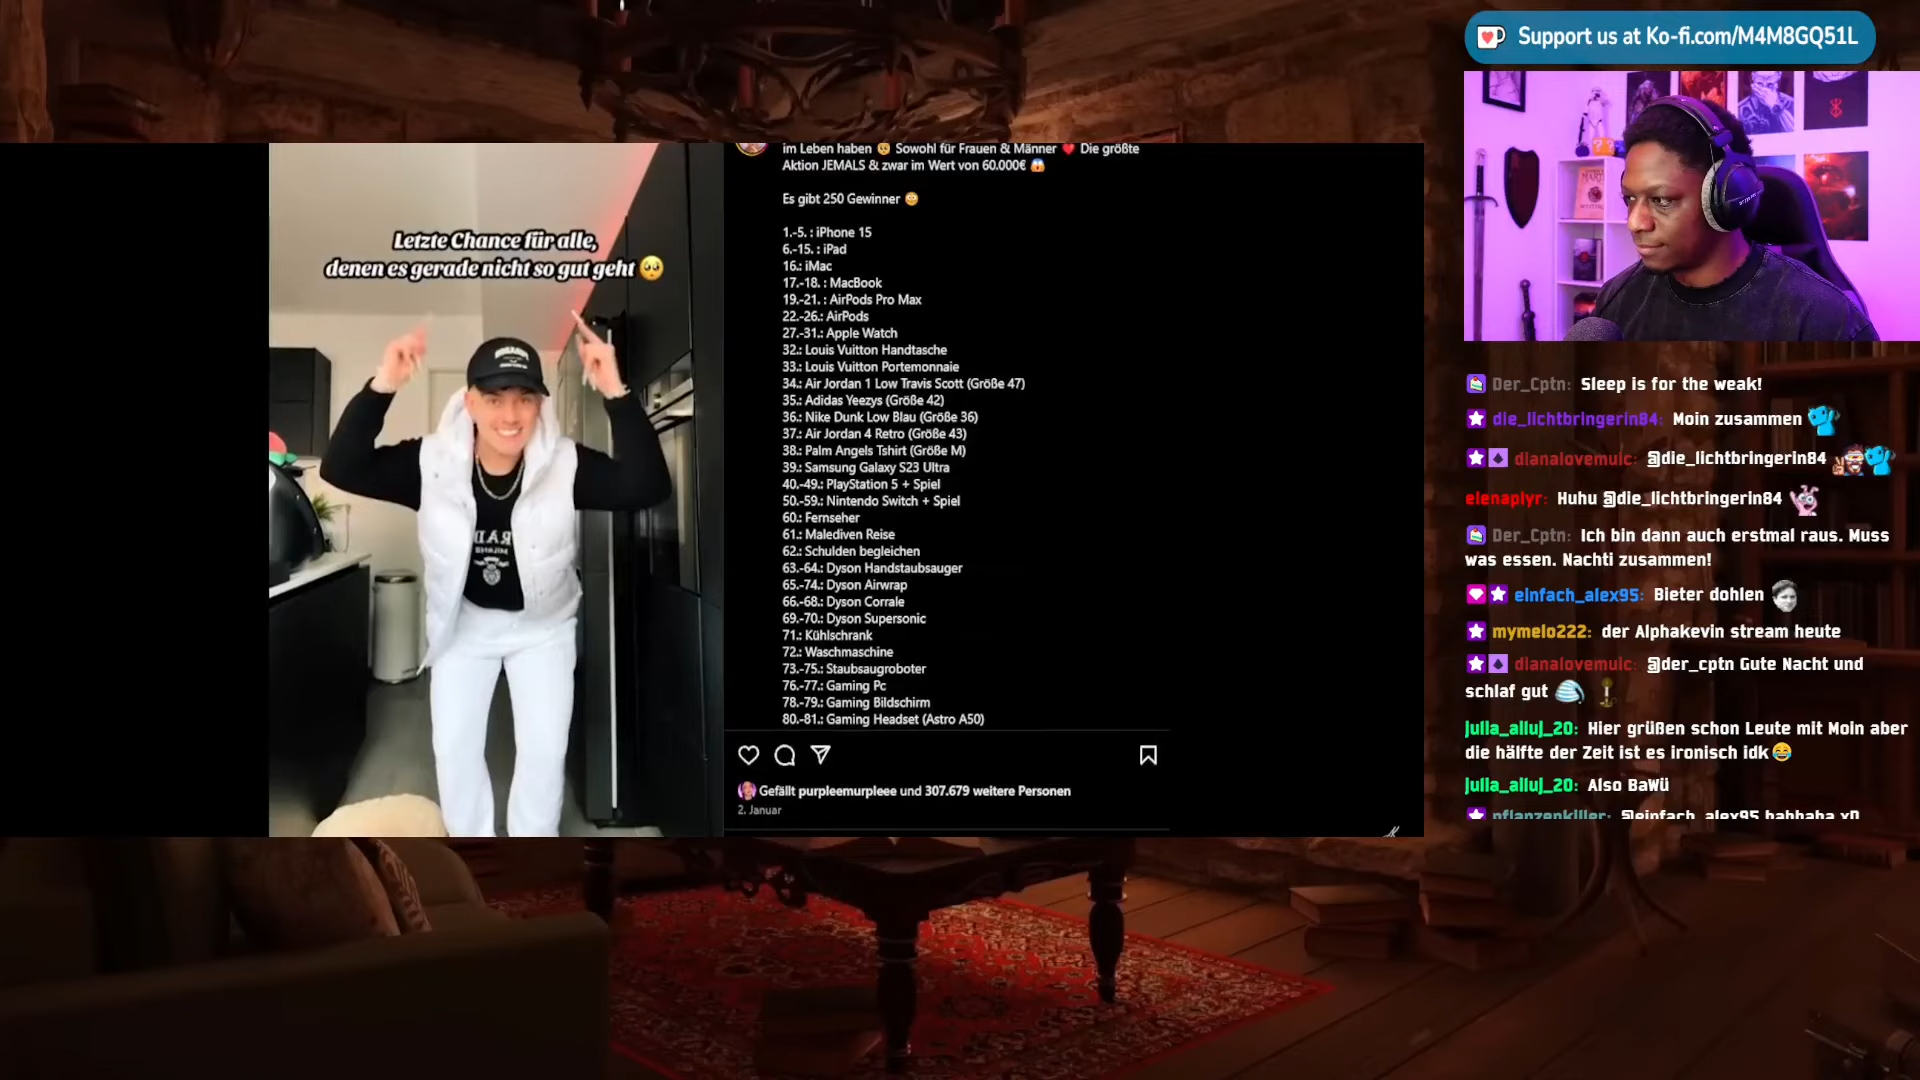 Support us at Ko-fi.com/M4M8GQ51L
Letzte Chance für alle,
denen es gerade nicht so gut geht 🥺
im Leben haben 🥺 Sowohl für Frauen & Männer ❤️ Die größte
Aktion JEMALS & zwar im Wert von 60.000€ 😱
Es gibt 250 Gewinner 😳
1.-5. : iPhone 15
6.-15. : iPad
16.: iMac
17.-18. : MacBook
19.-21. : AirPods Pro Max
22.-26.: AirPods
27.-31.: Apple Watch
32.: Louis Vuitton Handtasche
33.: Louis Vuitton Portemonnaie
34.: Air Jordan 1 Low Travis Scott (Größe 47)
35.: Adidas Yeezys (Größe 42)
36.: Nike Dunk Low Blau (Größe 36)
37.: Air Jordan 4 Retro (Größe 43)
38.: Palm Angels Tshirt (Größe M)
39.: Samsung Galaxy S23 Ultra
40.-49.: PlayStation 5 + Spiel
50.-59.: Nintendo Switch + Spiel
60.: Fernseher
61.: Malediven Reise
62.: Schulden begleichen
63.-64.: Dyson Handstaubsauger
65.-74.: Dyson Airwrap
66.-68.: Dyson Corrale
69.-70.: Dyson Supersonic
71.: Kühlschrank
72.: Waschmaschine
73.-75.: Staubsaugroboter
76.-77.: Gaming Pc
78.-79.: Gaming Bildschirm
80.-81.: Gaming Headset (Astro A50)
Gefällt purpleemurpleee und 307.679 weitere Personen
2. Januar
Der_Cptn: Sleep is for the weak!
die_lichtbringerin84: Moin zusammen
dianalovemuic: @die_lichtbringerin84
elenaplyr: Huhu @die_lichtbringerin84
Der_Cptn: Ich bin dann auch erstmal raus. Muss
was essen. Nachti zusammen!
einfach_alex95: Bieter dohlen
mymelo222: der Alphakevin stream heute
dianalovemuic: @der_cptn Gute Nacht und
schlaf gut
julia_alluj_20: Hier grüßen schon Leute mit Moin aber
die hälfte der Zeit ist es ironisch idk😂
julia_alluj_20: Also BaWü
pflanzenkiller: @einfach_alex95 hahhaha xD